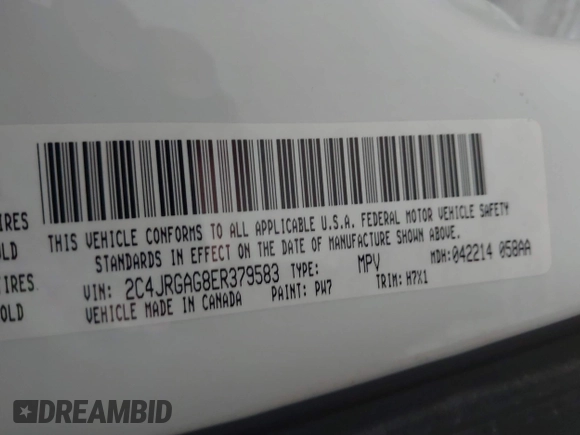 IRES
OLD
IRES
OLD
THIS VEHICLE CONFORMS TO ALL APPLICABLE U.S.A. FEDERAL MOTOR VEHICLE SAFETY
STANDARDS IN EFFECT ON THE DATE OF MANUFACTURE SHOWN ABOVE.
MDH: 042214 058AA
VIN: 2C4JRGAG8ER379583 TYPE: MPV
VEHICLE MADE IN CANADA PAINT: PW7 TRIM: H7X1
DREAMBID